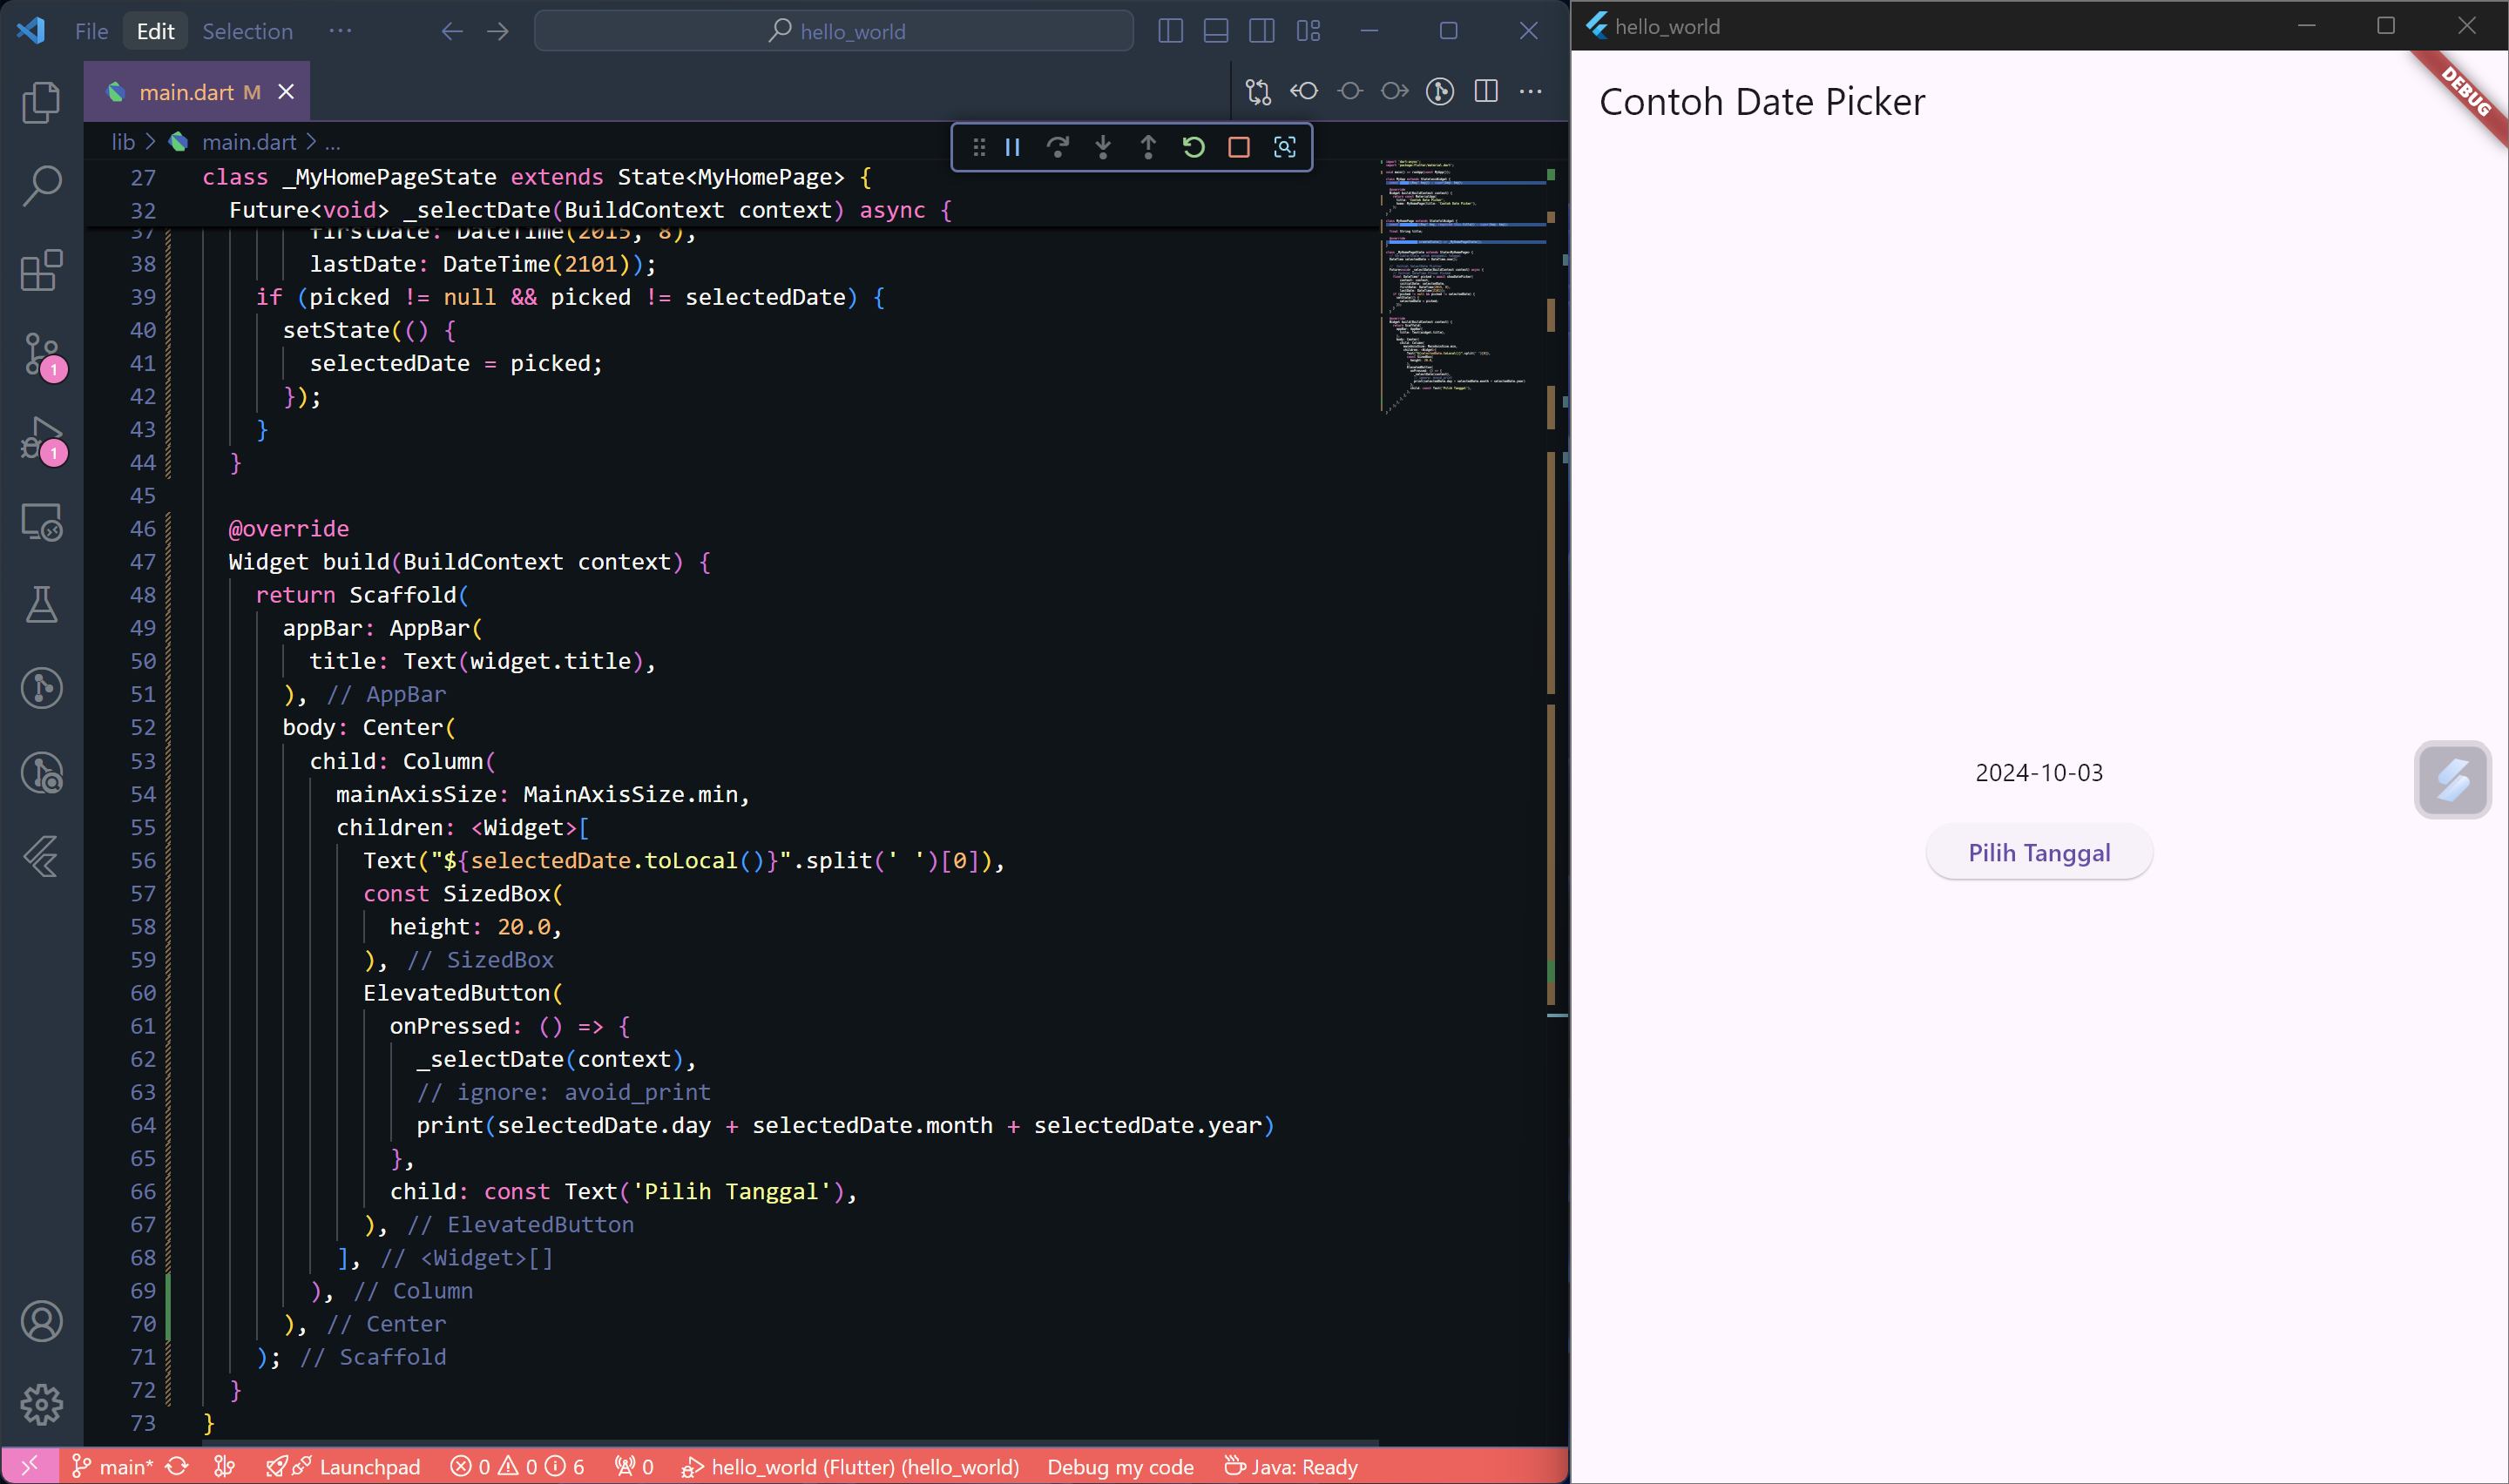 File Edit Selection ··· hello_world
main.dart M
lib > main.dart > ...
27 class _MyHomePageState extends State<MyHomePage> {
32 Future<void> _selectDate(BuildContext context) async {
37 firstDate: DateTime(2015, 8),
38 lastDate: DateTime(2101));
39 if (picked != null && picked != selectedDate) {
40 setState(() {
41 selectedDate = picked;
42 });
43 }
44 }
45
46 @override
47 Widget build(BuildContext context) {
48 return Scaffold(
49 appBar: AppBar(
50 title: Text(widget.title),
51 ), // AppBar
52 body: Center(
53 child: Column(
54 mainAxisSize: MainAxisSize.min,
55 children: <Widget>[
56 Text("${selectedDate.toLocal()}".split(' ')[0]),
57 const SizedBox(
58 height: 20.0,
59 ), // SizedBox
60 ElevatedButton(
61 onPressed: () => {
62 _selectDate(context),
63 // ignore: avoid_print
64 print(selectedDate.day + selectedDate.month + selectedDate.year)
65 },
66 child: const Text('Pilih Tanggal'),
67 ), // ElevatedButton
68 ], // <Widget>[]
69 ), // Column
70 ), // Center
71 ); // Scaffold
72 }
73 }
1
1
main* Launchpad 0 0 6 0 hello_world (Flutter) (hello_world) Debug my code Java: Ready
hello_world
DEBUG
Contoh Date Picker
2024-10-03
Pilih Tanggal